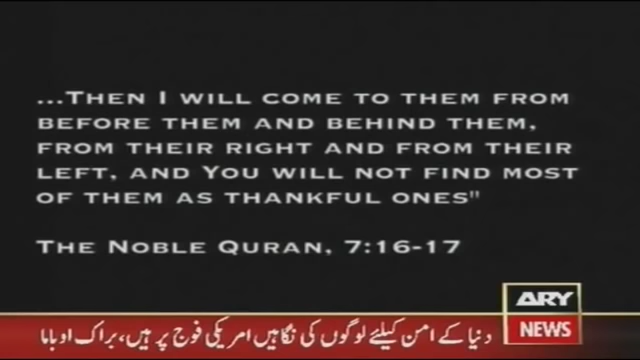 ...THEN I WILL COME TO THEM FROM
BEFORE THEM AND BEHIND THEM,
FROM THEIR RIGHT AND FROM THEIR
LEFT, AND YOU WILL NOT FIND MOST
OF THEM AS THANKFUL ONES"
THE NOBLE QURAN, 7:16-17
ARY
NEWS
دنیا کے امن کیلئے لوگوں کی نگاہیں امریکی فوج پر ہیں، براک اوباما